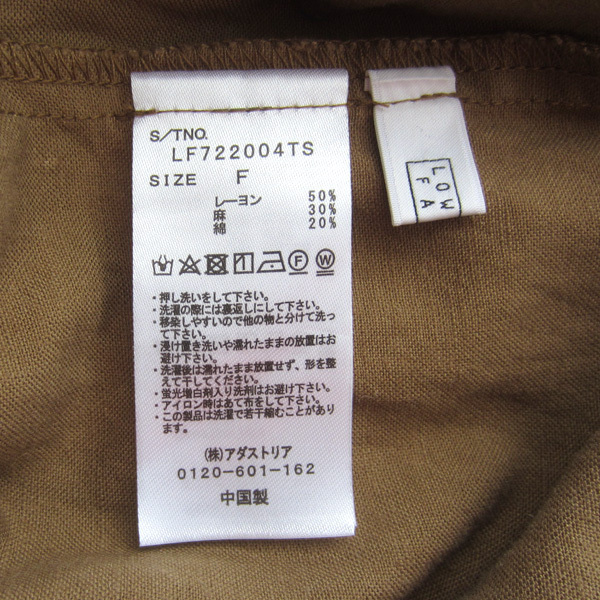 S/TNO.
LF722004TS
SIZE F
レーヨン 50%
麻 30%
綿 20%
F W
・押し洗いをして下さい。
・洗濯の際には裏返しにして下さい。
・移染しやすいので他の物と分けて洗っ
て下さい。
・浸け置き洗いや濡れたままの放置はお
避け下さい。
・洗濯後は濡れたまま放置せず、形を整
えて干してください。
・蛍光増白剤入り洗剤はお避け下さい。
・アイロン時はあて布をして下さい。
・この製品は洗濯で若干縮むことがあり
ます。
(株)アダストリア
0120-601-162
中国製
LOW
FA